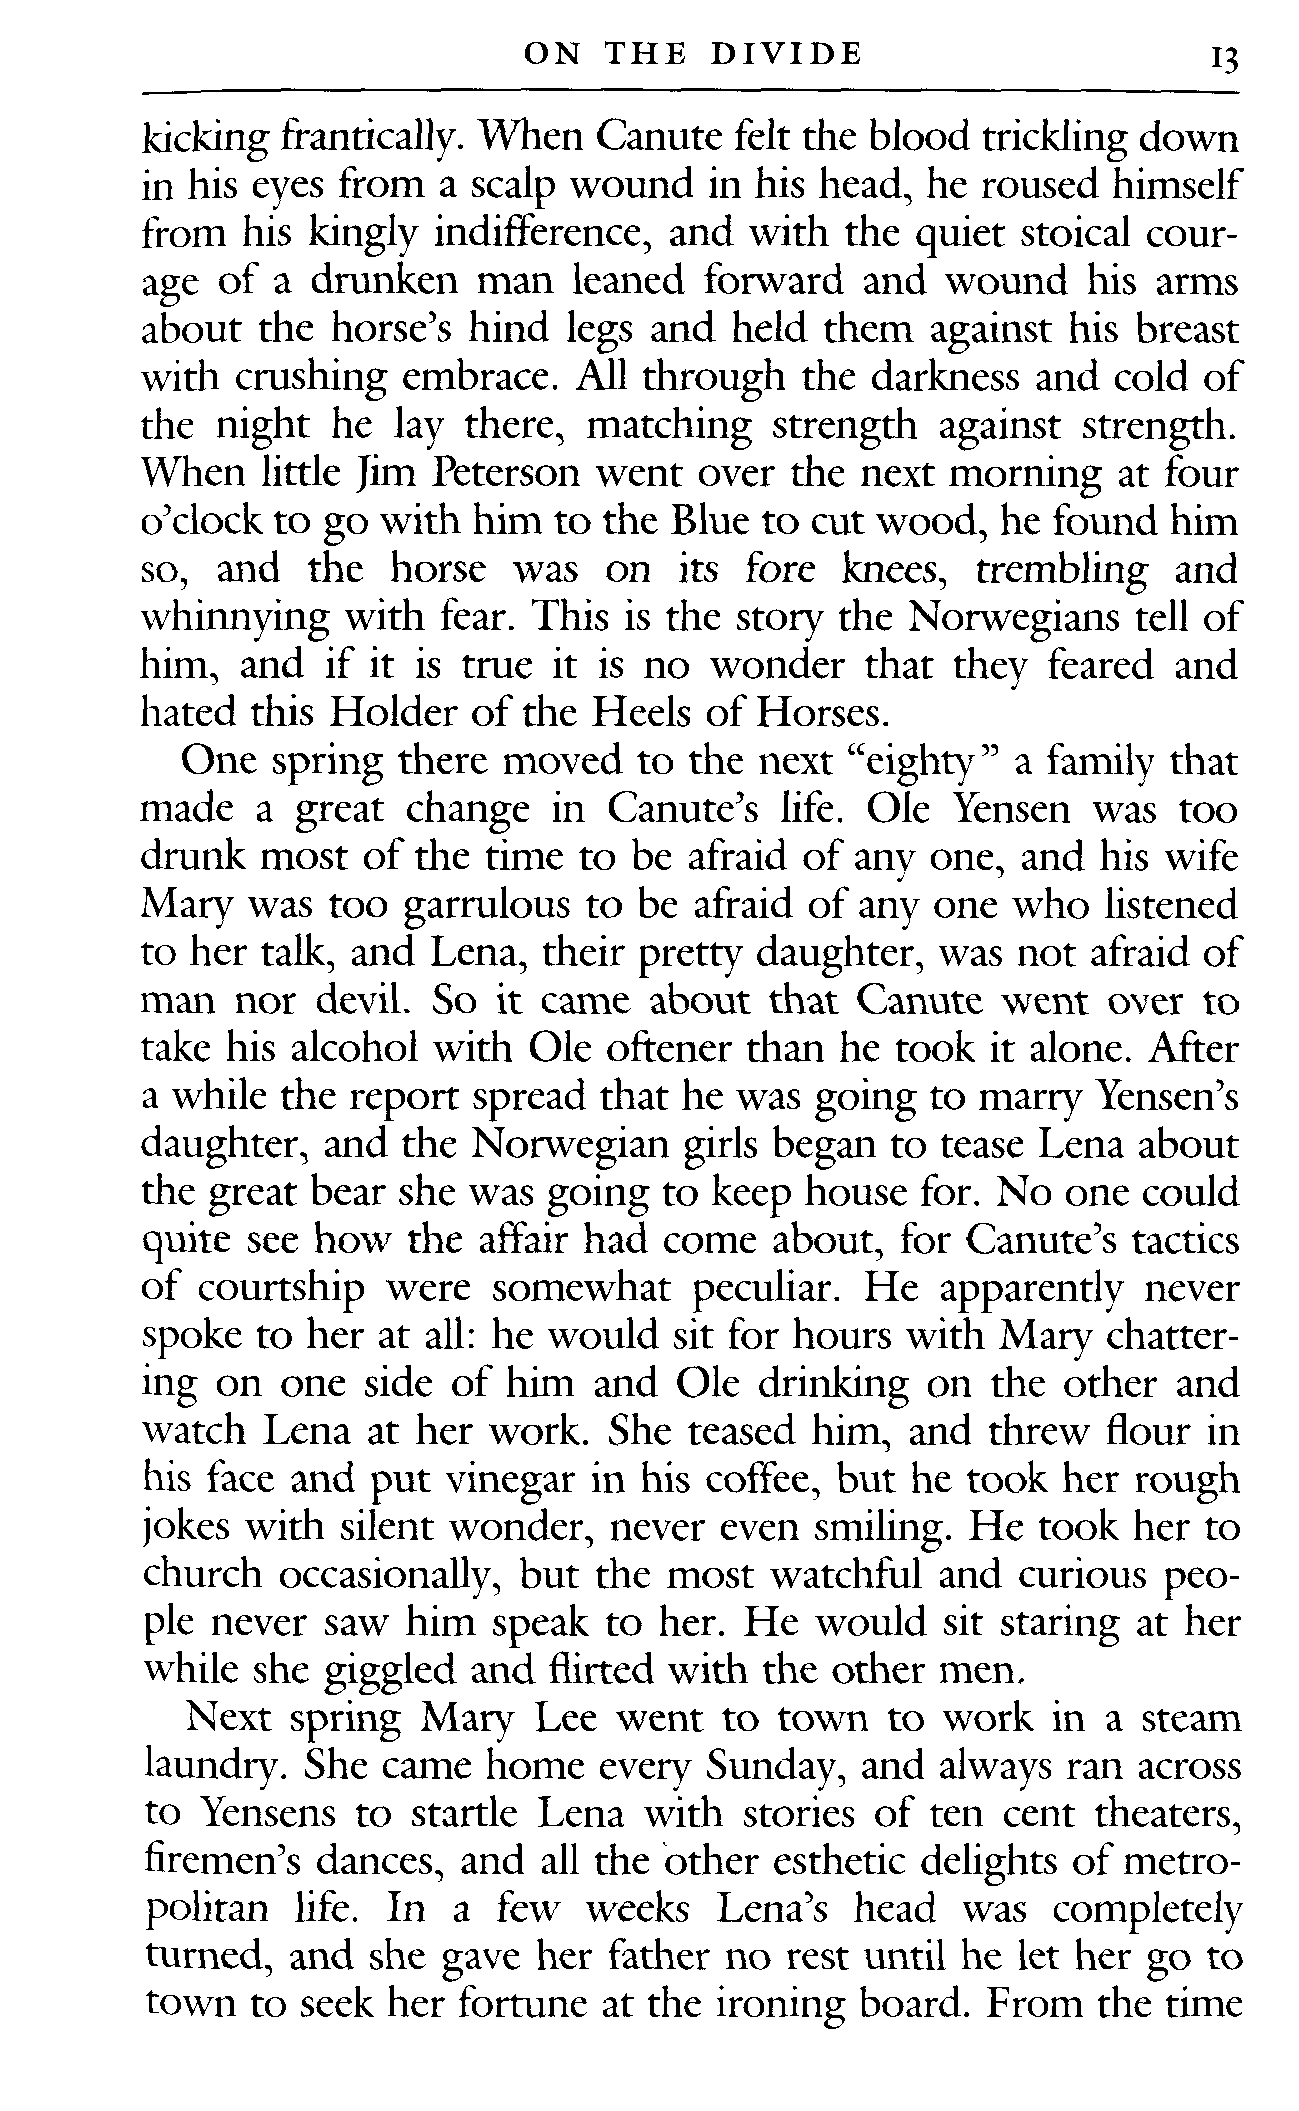 ON THE DIVIDE 13
kicking frantically. When Canute felt the blood trickling down
in his eyes from a scalp wound in his head, he roused himself
from his kingly indifference, and with the quiet stoical cour-
age of a drunken man leaned forward and wound his arms
about the horse's hind legs and held them against his breast
with crushing embrace. All through the darkness and cold of
the night he lay there, matching strength against strength.
When little Jim Peterson went over the next morning at four
o'clock to go with him to the Blue to cut wood, he found him
so, and the horse was on its fore knees, trembling and
whinnying with fear. This is the story the Norwegians tell of
him, and if it is true it is no wonder that they feared and
hated this Holder of the Heels of Horses.
One spring there moved to the next “eighty” a family that
made a great change in Canute's life. Ole Yensen was too
drunk most of the time to be afraid of any one, and his wife
Mary was too garrulous to be afraid of any one who listened
to her talk, and Lena, their pretty daughter, was not afraid of
man nor devil. So it came about that Canute went over to
take his alcohol with Ole oftener than he took it alone. After
a while the report spread that he was going to marry Yensen's
daughter, and the Norwegian girls began to tease Lena about
the great bear she was going to keep house for. No one could
quite see how the affair had come about, for Canute's tactics
of courtship were somewhat peculiar. He apparently never
spoke to her at all: he would sit for hours with Mary chatter-
ing on one side of him and Ole drinking on the other and
watch Lena at her work. She teased him, and threw flour in
his face and put vinegar in his coffee, but he took her rough
jokes with silent wonder, never even smiling. He took her to
church occasionally, but the most watchful and curious peo-
ple never saw him speak to her. He would sit staring at her
while she giggled and flirted with the other men.
Next spring Mary Lee went to town to work in a steam
laundry. She came home every Sunday, and always ran across
to Yensens to startle Lena with stories of ten cent theaters,
firemen's dances, and all the other esthetic delights of metro-
politan life. In a few weeks Lena's head was completely
turned, and she gave her father no rest until he let her go to
town to seek her fortune at the ironing board. From the time